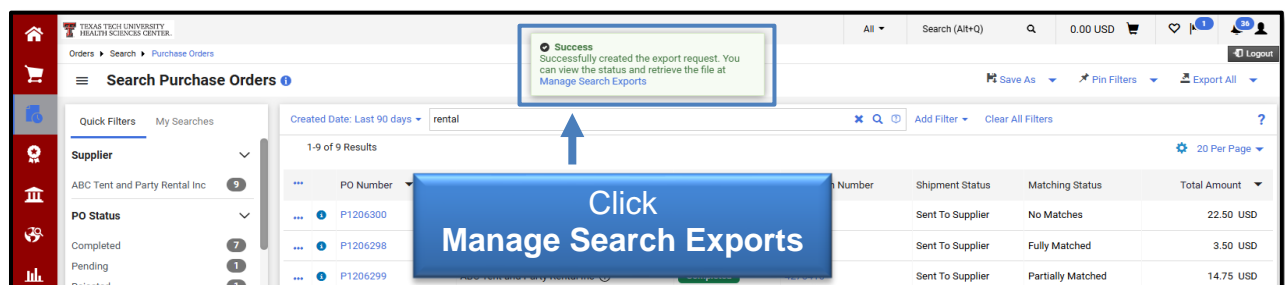 TEXAS TECH UNIVERSITY
HEALTH SCIENCES CENTER.
All
Search (Alt+Q)
0.00 USD
1
36
Orders Search Purchase Orders
Logout
Success
Successfully created the export request. You
can view the status and retrieve the file at
Manage Search Exports
Search Purchase Orders
Save As
Pin Filters
Export All
Quick Filters
My Searches
Created Date: Last 90 days
rental
Add Filter
Clear All Filters
?
Supplier
1-9 of 9 Results
20 Per Page
ABC Tent and Party Rental Inc 9
... PO Number Number Shipment Status Matching Status Total Amount
Click
Manage Search Exports
PO Status
... P1206300 Sent To Supplier No Matches 22.50 USD
Completed 7
... P1206298 Sent To Supplier Fully Matched 3.50 USD
Pending 1
... P1206299 Sent To Supplier Partially Matched 14.75 USD